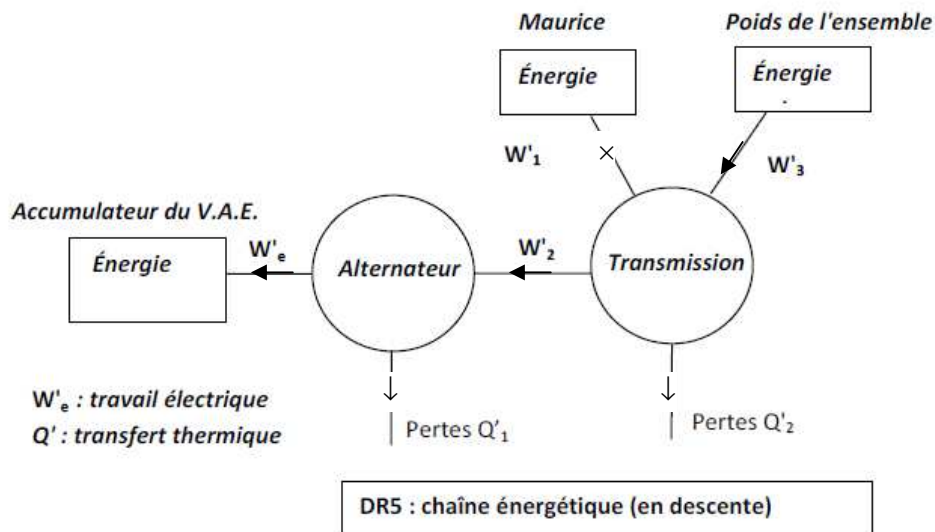 Maurice
Poids de l'ensemble
Énergie
Énergie
W'1
W'3
Accumulateur du V.A.E.
Énergie
W'e
Alternateur
W'2
Transmission
W'e : travail électrique
Q' : transfert thermique
Pertes Q'1
Pertes Q'2
DR5 : chaîne énergétique (en descente)